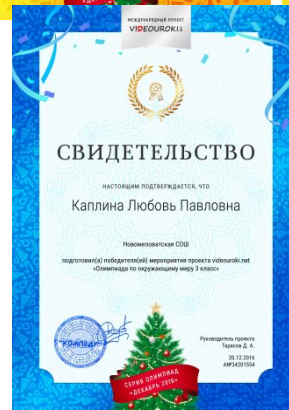 МЕЖДУНАРОДНЫЙ ПРОЕКТ
VIDEOUROKI
СВИДЕТЕЛЬСТВО
НАСТОЯЩИМ ПОДТВЕРЖДАЕТСЯ, ЧТО
Каплина Любовь Павловна
Новомеловатская СОШ
подготовил(а) победителя(ей) мероприятия проекта videouroki.net
«Олимпиада по окружающему миру 3 класс»
Руководитель проекта
Тарасов Д. А.
20.12.2016
СЕРИЯ ОЛИМПИАД
«ДЕКАБРЬ 2016»